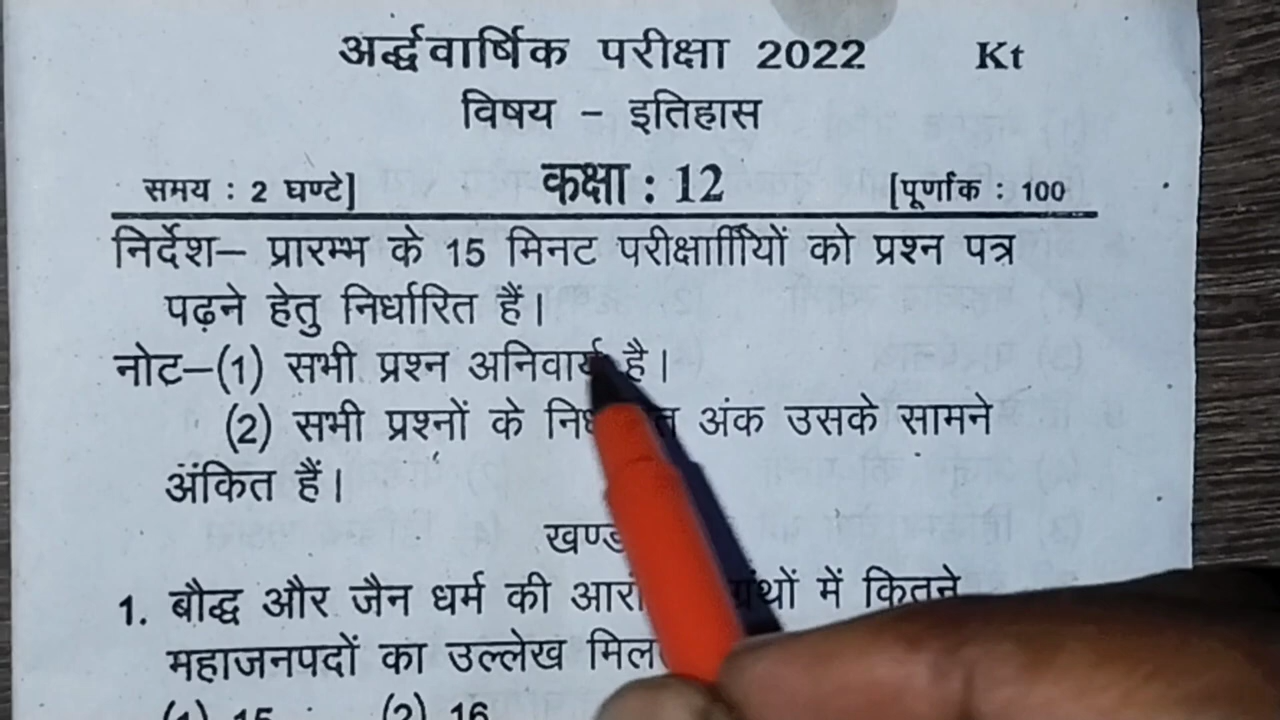 अर्द्धवार्षिक परीक्षा 2022 Kt
विषय - इतिहास
समय : 2 घण्टे] कक्षा : 12 [पूर्णांक : 100
निर्देश– प्रारम्भ के 15 मिनट परीक्षार्तियों को प्रश्न पत्र
पढ़ने हेतु निर्धारित हैं।
नोट–(1) सभी प्रश्न अनिवार्य है।
(2) सभी प्रश्नों के अंक उसके सामने
अंकित हैं।
1. बौद्ध और जैन धर्म की में कितने
महाजनपदों का उल्लेख
(1) 15 (2) 16